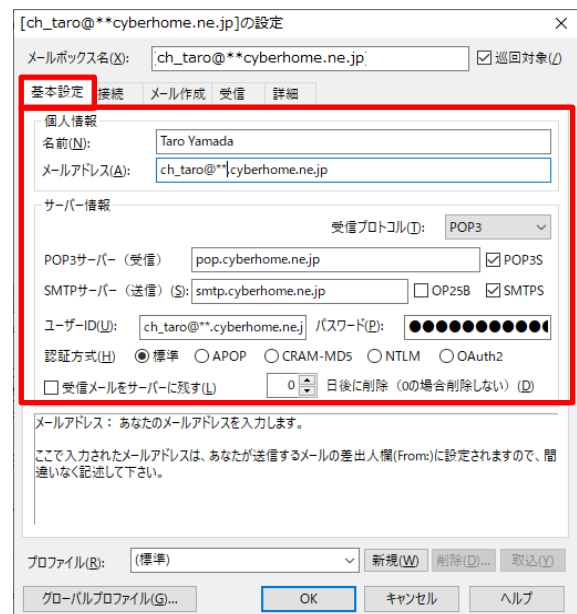 [ch_taro@**cyberhome.ne.jp]の設定
メールボックス名(X): [ch_taro@**cyberhome.ne.jp] 巡回対象(/)
基本設定 接続 メール作成 受信 詳細
個人情報
名前(N): Taro Yamada
メールアドレス(A): ch_taro@**.cyberhome.ne.jp
サーバー情報
受信プロトコル(T): POP3
POP3サーバー（受信） pop.cyberhome.ne.jp POP3S
SMTPサーバー（送信）(S): smtp.cyberhome.ne.jp OP25B SMTPS
ユーザーID(U): ch_taro@**.cyberhome.ne.j パスワード(P): ●●●●●●●●●●●●
認証方式(H) 標準 APOP CRAM-MD5 NTLM OAuth2
受信メールをサーバーに残す(L) 0 日後に削除（0の場合削除しない）(D)
メールアドレス： あなたのメールアドレスを入力します。
ここで入力されたメールアドレスは、あなたが送信するメールの差出人欄(From:)に設定されますので、間
違いなく記述して下さい。
プロファイル(R): (標準) 新規(W) 削除(D)... 取込(Y)
グローバルプロファイル(G)... OK キャンセル ヘルプ